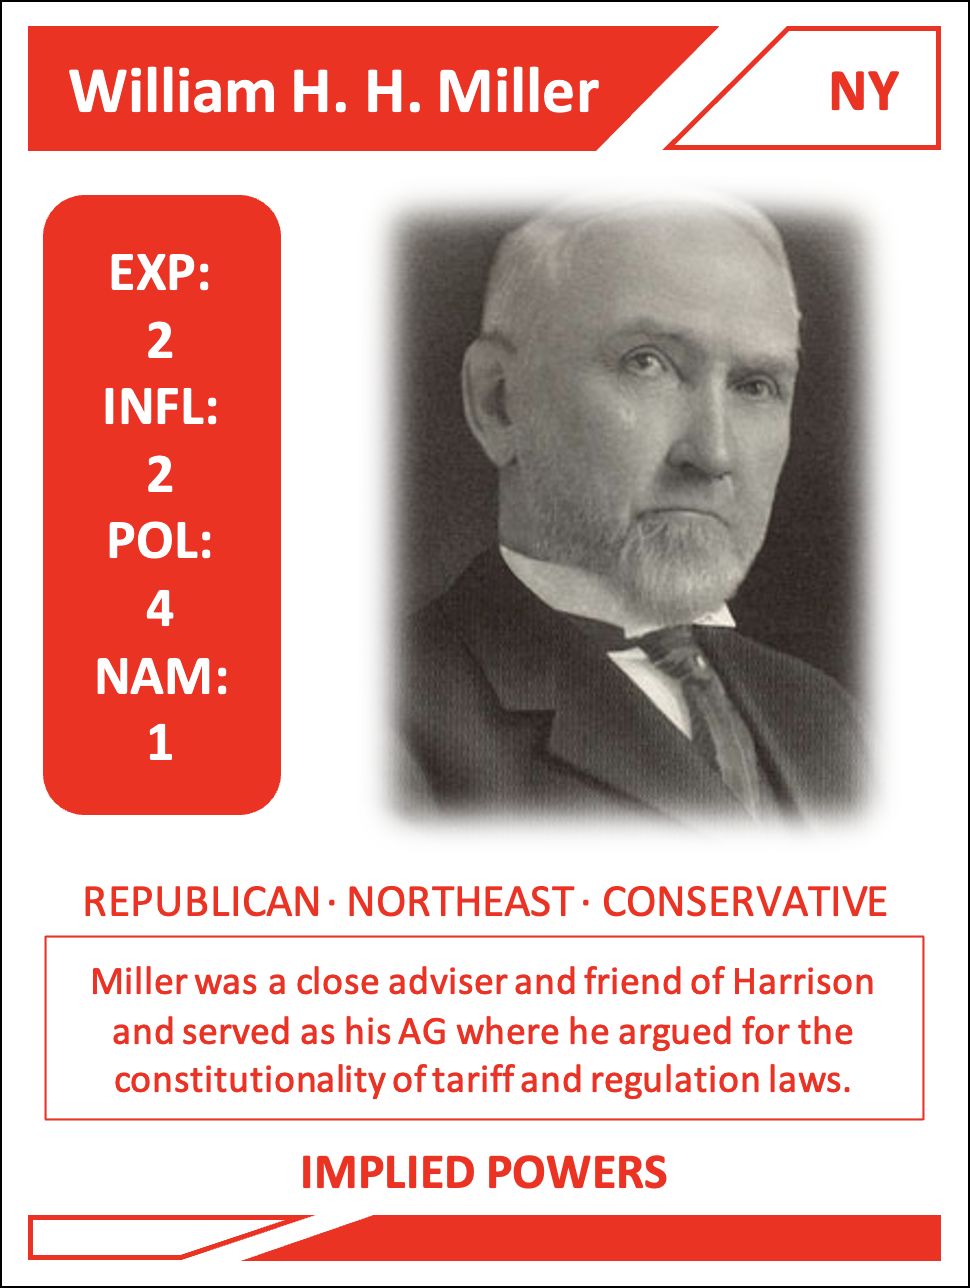 William H. H. Miller
NY
EXP:
2
INFL:
2
POL:
4
NAM:
1
REPUBLICAN · NORTHEAST · CONSERVATIVE
Miller was a close adviser and friend of Harrison
and served as his AG where he argued for the
constitutionality of tariff and regulation laws.
IMPLIED POWERS